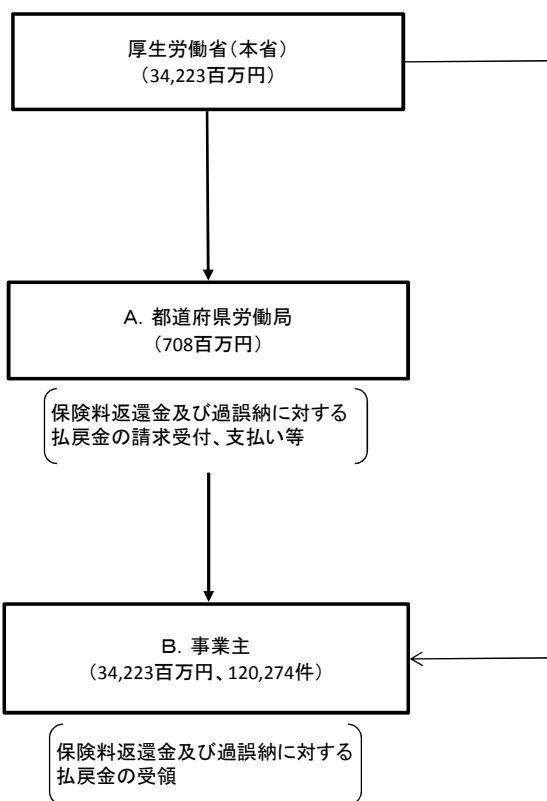 厚生労働省（本省）
（34,223百万円）
Ａ．都道府県労働局
（708百万円）
保険料返還金及び過誤納に対する
払戻金の請求受付、支払い等
Ｂ．事業主
（34,223百万円、120,274件）
保険料返還金及び過誤納に対する
払戻金の受領